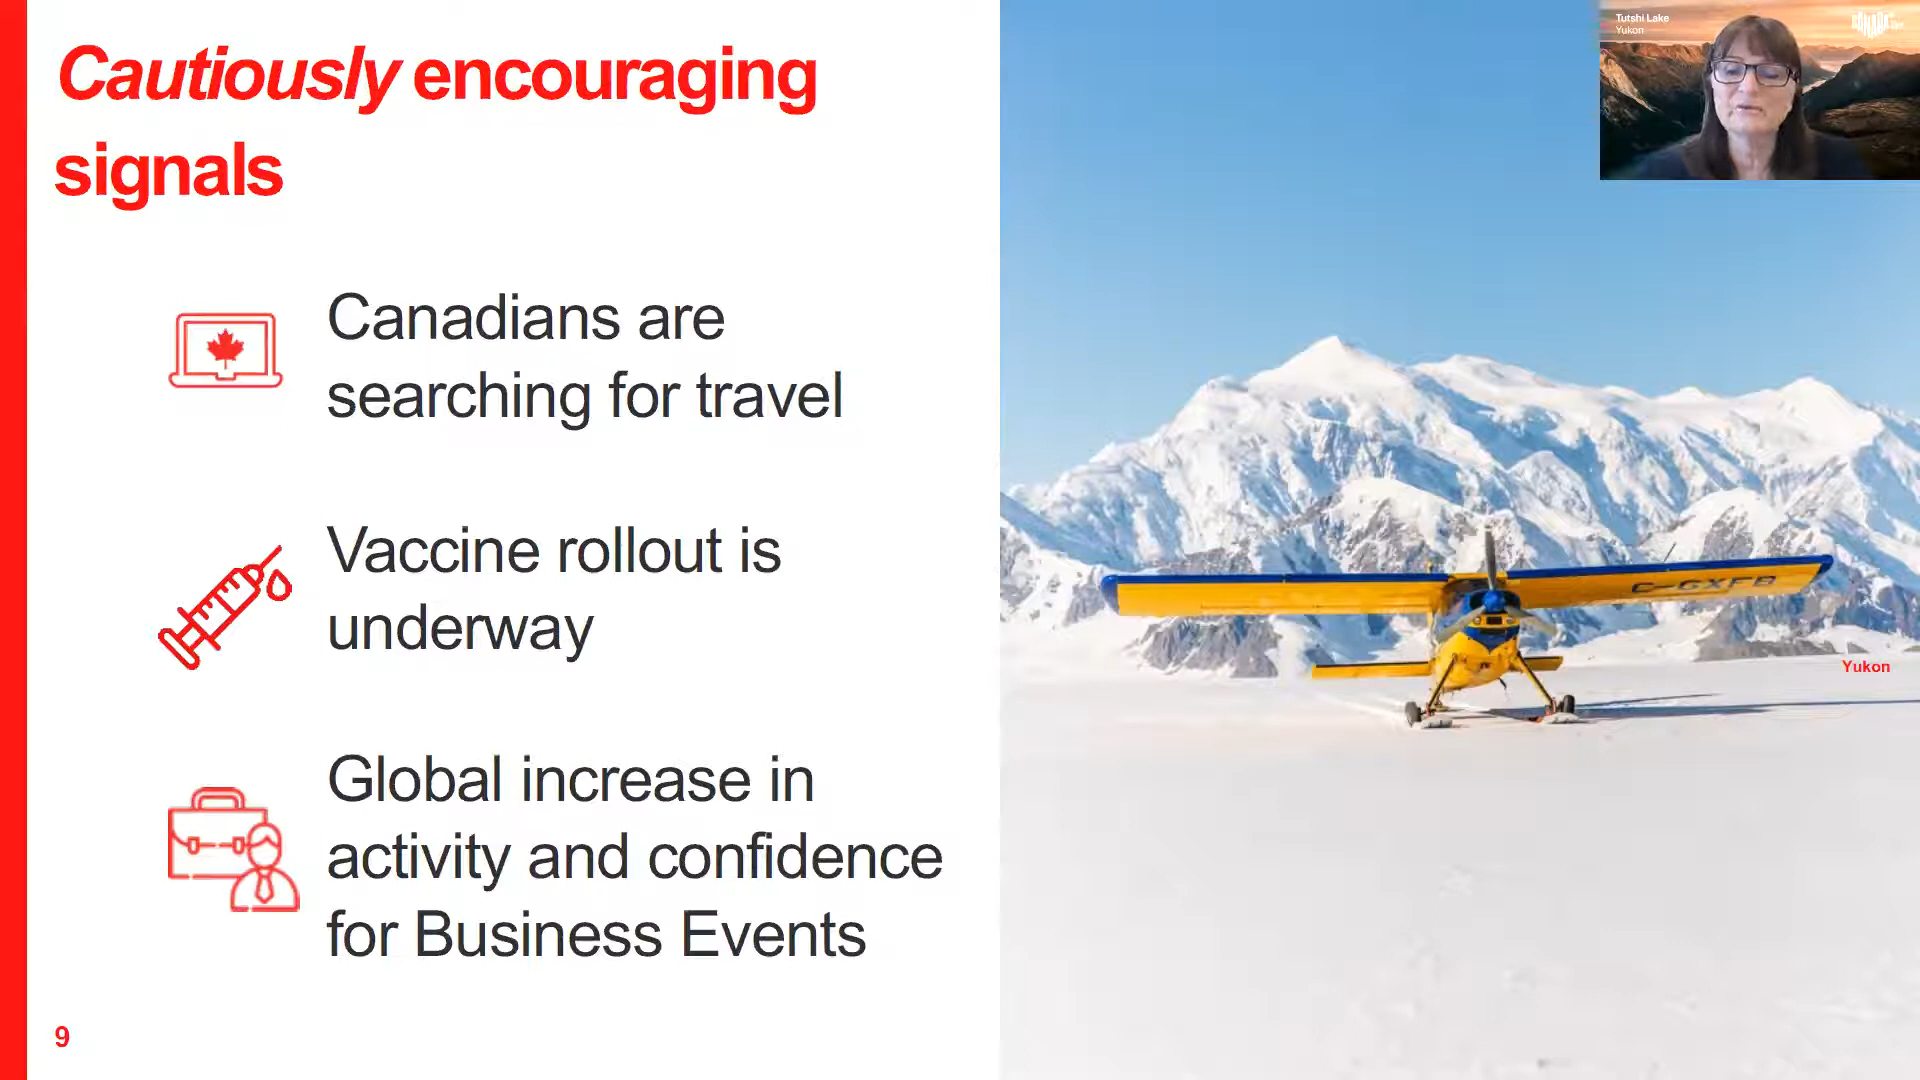 Cautiously encouraging
signals
Canadians are
searching for travel
Vaccine rollout is
underway
Global increase in
activity and confidence
for Business Events
9
Tutshi Lake
Yukon
C-GXFB
Yukon